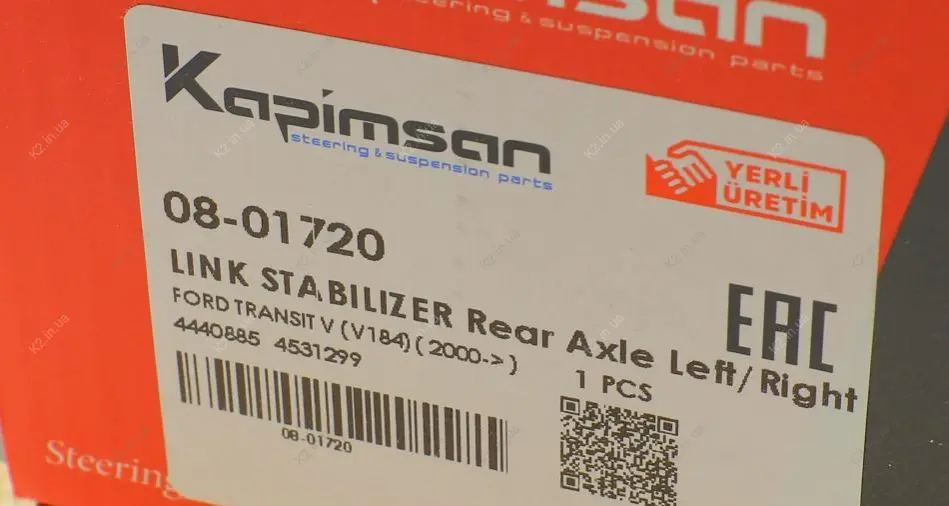 steering & suspension parts
Kapimsan
steering & suspension parts
YERLİ
ÜRETİM
08-01720
LINK STABILIZER Rear Axle Left/Right
FORD TRANSIT V (V184) ( 2000-> )
4440885 4531299
1 PCS
EAC
08-01720
Steering
K2.in.ua